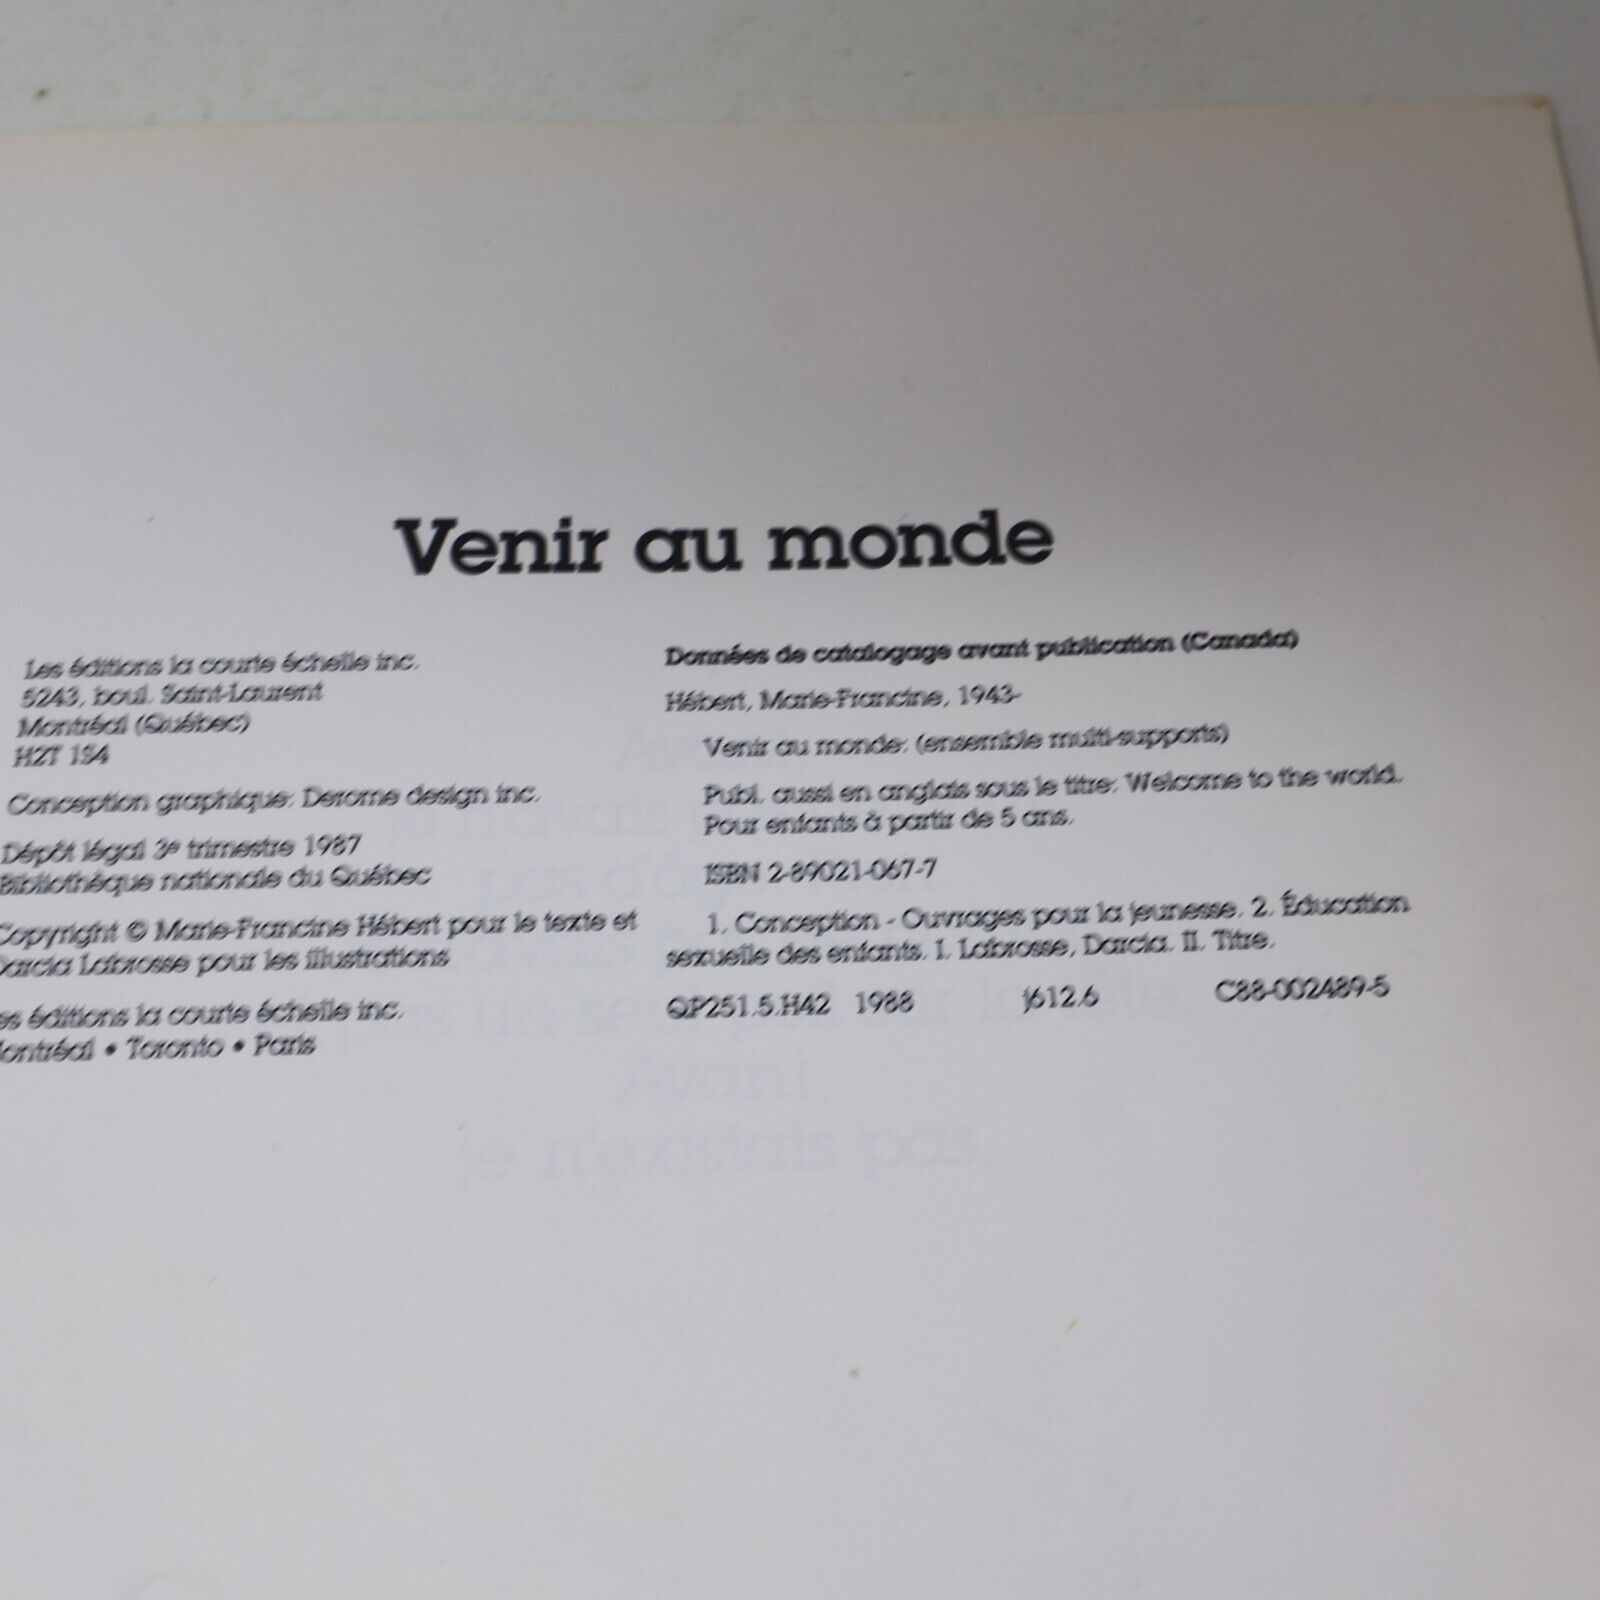 Venir au monde
Les éditions la courte échelle inc.
5243, boul. Saint-Laurent
Montréal (Québec)
H2T 1S4
Conception graphique: Derome design inc.
Dépôt légal 3e trimestre 1987
Bibliothèque nationale du Québec
Copyright © Marie-Francine Hébert pour le texte et
Darcia Labrosse pour les illustrations
es éditions la courte échelle inc.
ontréal • Toronto • Paris
Données de catalogage avant publication (Canada)
Hébert, Marie-Francine, 1943-
Venir au monde: (ensemble multi-supports)
Publ. aussi en anglais sous le titre: Welcome to the world.
Pour enfants à partir de 5 ans.
ISBN 2-89021-067-7
1. Conception - Ouvrages pour la jeunesse. 2. Éducation
sexuelle des enfants. I. Labrosse, Darcia. II. Titre.
QP251.5.H42 1988 j612.6 C88-002489-5
Avant,
je n'existais pas.